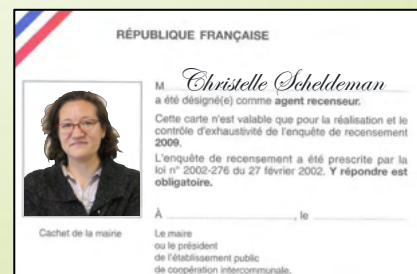 RÉPUBLIQUE FRANÇAISE
M Christelle Scheldeman
a été désigné(e) comme agent recenseur.
Cette carte n'est valable que pour la réalisation et le
contrôle d'exhaustivité de l'enquête de recensement
2009.
L'enquête de recensement a été prescrite par la
loi n° 2002-276 du 27 février 2002. Y répondre est
obligatoire.
À , le
Cachet de la mairie
Le maire
ou le président
de l'établissement public
de coopération intercommunale.